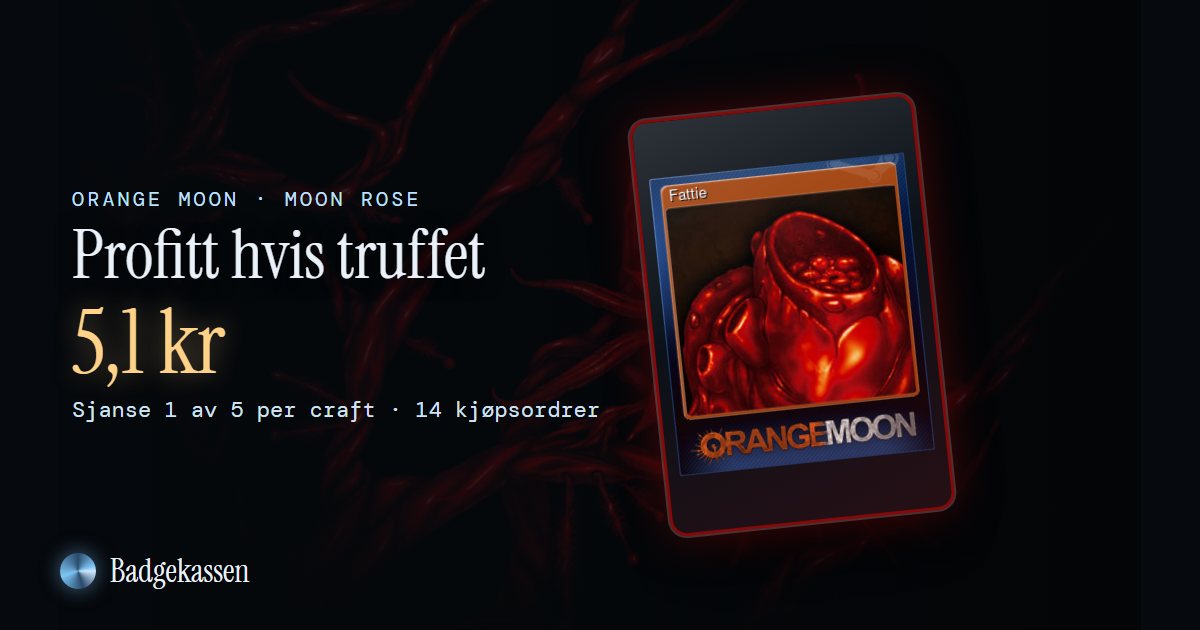 ORANGE MOON · MOON ROSE
Profitt hvis truffet
5,1 kr
Sjanse 1 av 5 per craft · 14 kjøpsordrer
Badgekassen
Fattie
ORANGEMOON